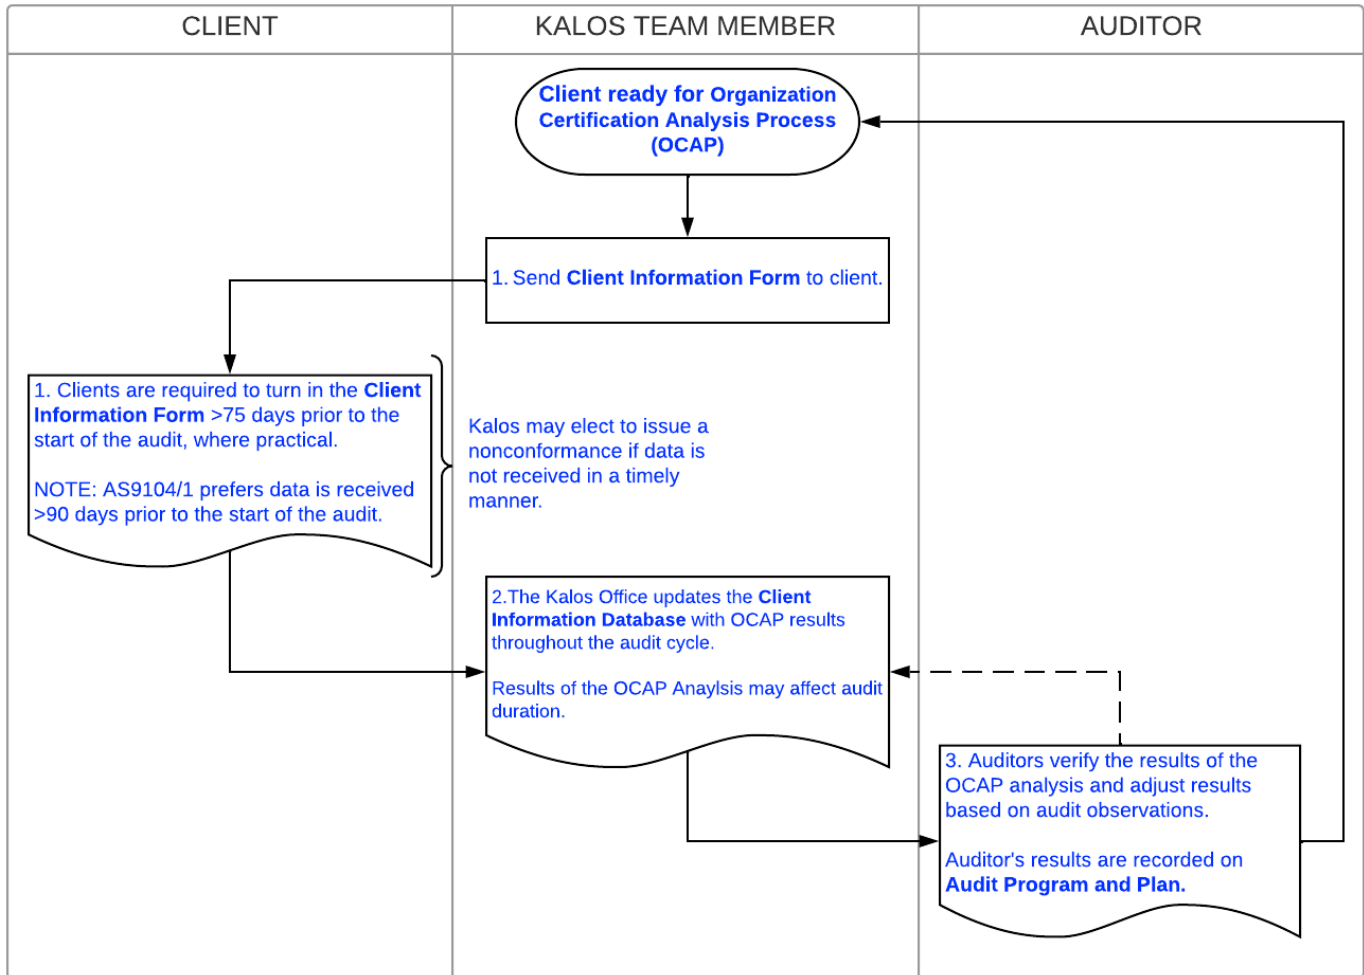 CLIENT
KALOS TEAM MEMBER
AUDITOR
Client ready for Organization
Certification Analysis Process
(OCAP)
1. Send Client Information Form to client.
1. Clients are required to turn in the Client
Information Form >75 days prior to the
start of the audit, where practical.
NOTE: AS9104/1 prefers data is received
>90 days prior to the start of the audit.
Kalos may elect to issue a
nonconformance if data is
not received in a timely
manner.
2.The Kalos Office updates the Client
Information Database with OCAP results
throughout the audit cycle.
Results of the OCAP Anaylsis may affect audit
duration.
3. Auditors verify the results of the
OCAP analysis and adjust results
based on audit observations.
Auditor's results are recorded on
Audit Program and Plan.